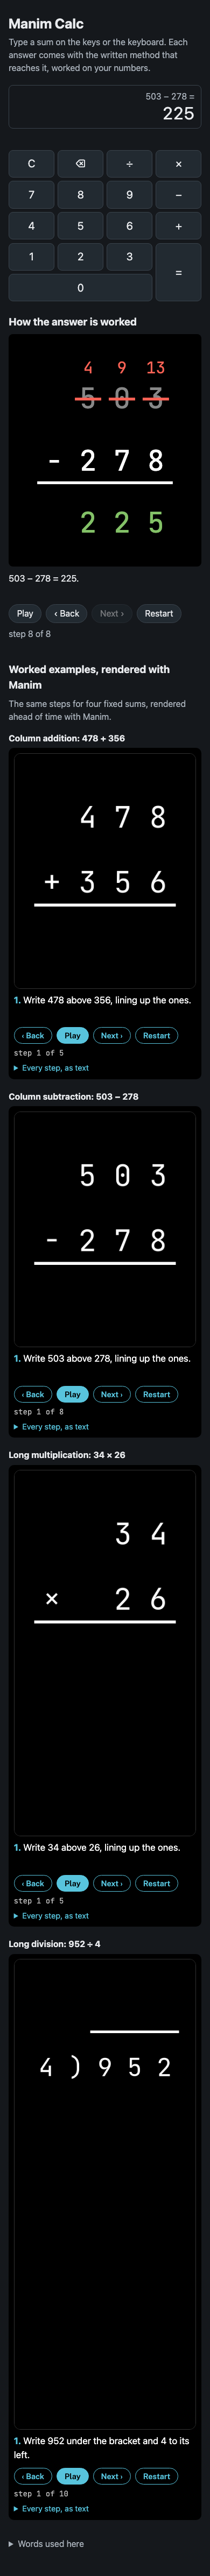 Manim Calc
Type a sum on the keys or the keyboard. Each
answer comes with the written method that
reaches it, worked on your numbers.
503 − 278 =
225
C ⌫ ÷ ×
7 8 9 −
4 5 6 +
1 2 3 =
0
How the answer is worked
4 9 13
5 0 3
- 2 7 8
2 2 5
503 − 278 = 225.
Play ‹ Back Next › Restart
step 8 of 8
Worked examples, rendered with
Manim
The same steps for four fixed sums, rendered
ahead of time with Manim.
Column addition: 478 + 356
4 7 8
+ 3 5 6
1. Write 478 above 356, lining up the ones.
‹ Back Play Next › Restart
step 1 of 5
▶ Every step, as text
Column subtraction: 503 − 278
5 0 3
- 2 7 8
1. Write 503 above 278, lining up the ones.
‹ Back Play Next › Restart
step 1 of 8
▶ Every step, as text
Long multiplication: 34 × 26
3 4
× 2 6
1. Write 34 above 26, lining up the ones.
‹ Back Play Next › Restart
step 1 of 5
▶ Every step, as text
Long division: 952 ÷ 4
4 ) 9 5 2
1. Write 952 under the bracket and 4 to its
left.
‹ Back Play Next › Restart
step 1 of 10
▶ Every step, as text
▶ Words used here